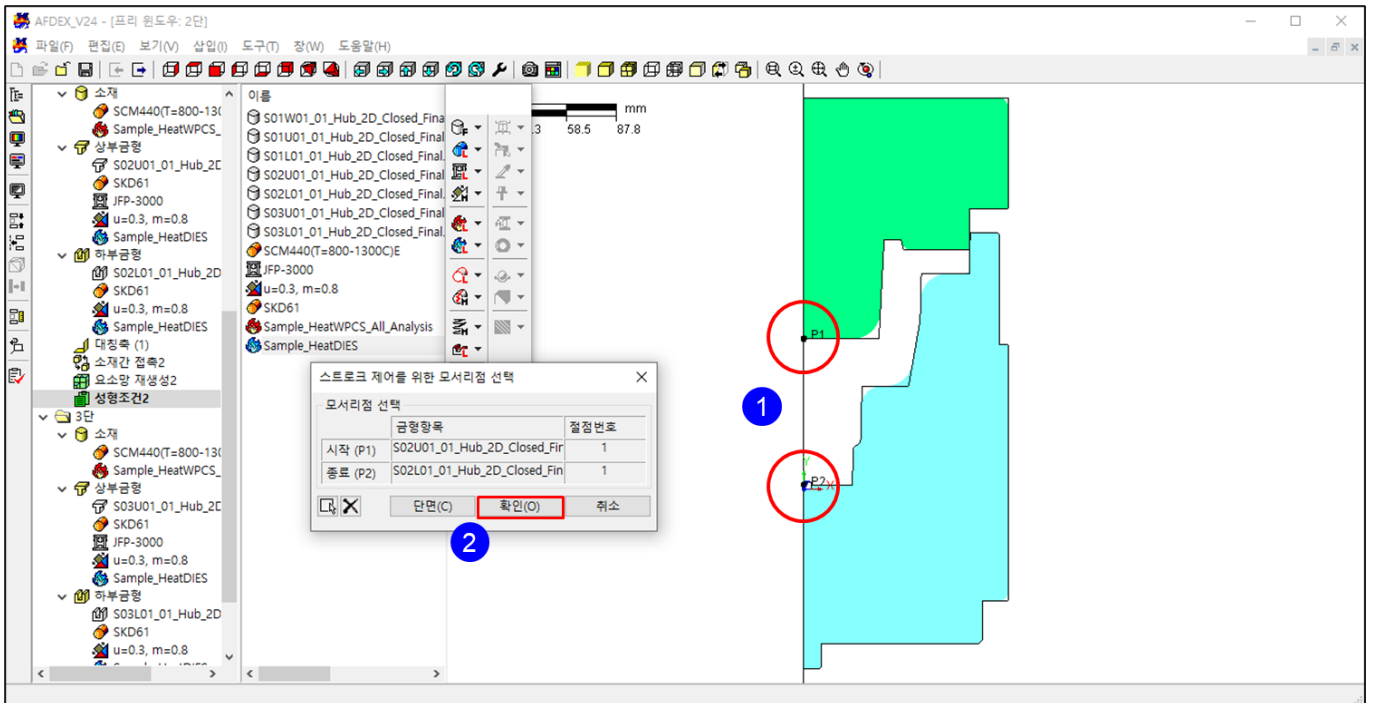 AFDEX_V24 - [프리 윈도우: 2단]
파일(F) 편집(E) 보기(V) 삽입(I) 도구(T) 창(W) 도움말(H)
소재
SCM440(T=800-130
Sample_HeatWPCS_
상부금형
S02U01_01_Hub_2D
SKD61
JFP-3000
u=0.3, m=0.8
Sample_HeatDIES
하부금형
S02L01_01_Hub_2D
SKD61
u=0.3, m=0.8
Sample_HeatDIES
대칭축 (1)
소재간 접촉2
요소망 재생성2
성형조건2
3단
소재
SCM440(T=800-130
Sample_HeatWPCS_
상부금형
S03U01_01_Hub_2D
SKD61
JFP-3000
u=0.3, m=0.8
Sample_HeatDIES
하부금형
S03L01_01_Hub_2D
SKD61
u=0.3, m=0.8
이름
S01W01_01_Hub_2D_Closed_Fina
S01U01_01_Hub_2D_Closed_Final
S01L01_01_Hub_2D_Closed_Final.
S02U01_01_Hub_2D_Closed_Final
S02L01_01_Hub_2D_Closed_Final.
S03U01_01_Hub_2D_Closed_Final
S03L01_01_Hub_2D_Closed_Final.
SCM440(T=800-1300C)E
JFP-3000
u=0.3, m=0.8
SKD61
Sample_HeatWPCS_All_Analysis
Sample_HeatDIES
mm
.3 58.5 87.8
스트로크 제어를 위한 모서리점 선택
모서리점 선택
금형항목 절점번호
시작 (P1) S02U01_01_Hub_2D_Closed_Fir 1
종료 (P2) S02L01_01_Hub_2D_Closed_Fin 1
단면(C) 확인(O) 취소
2
P1
1
Y
P2 X